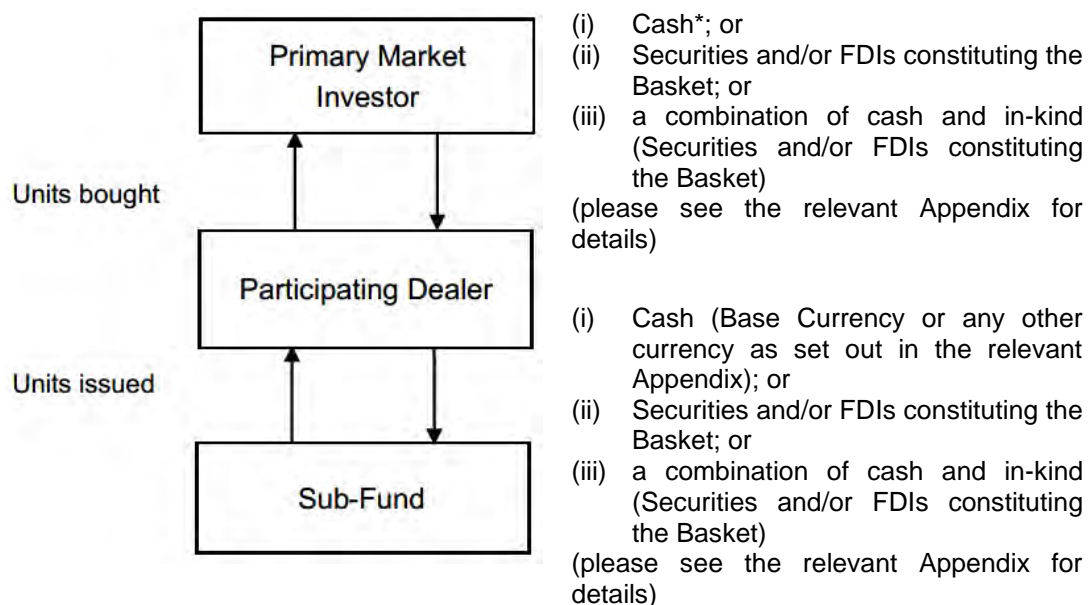 Primary Market
Investor
(i) Cash*; or
(ii) Securities and/or FDIs constituting the
Basket; or
(iii) a combination of cash and in-kind
(Securities and/or FDIs constituting
the Basket)
(please see the relevant Appendix for
details)
Units bought
Participating Dealer
(i) Cash (Base Currency or any other
currency as set out in the relevant
Appendix); or
(ii) Securities and/or FDIs constituting the
Basket; or
(iii) a combination of cash and in-kind
(Securities and/or FDIs constituting
the Basket)
(please see the relevant Appendix for
details)
Units issued
Sub-Fund